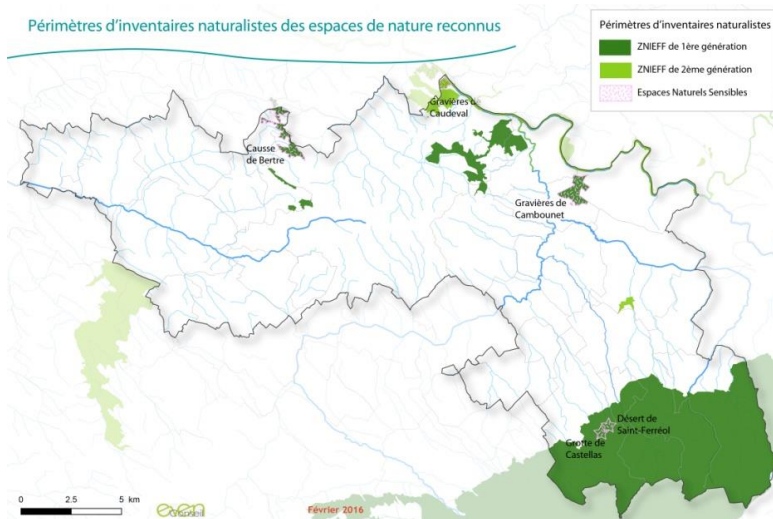 Périmètres d'inventaires naturalistes des espaces de nature reconnus
Périmètres d'inventaires naturalistes
ZNIEFF de 1ère génération
ZNIEFF de 2ème génération
Espaces Naturels Sensibles
Gravières de
Caudeval
Causse
de Bertre
Gravières de
Cambounet
Désert de
Saint-Ferréol
Grotte de
Castellas
0 2.5 5 km
even
Conseil
Février 2016